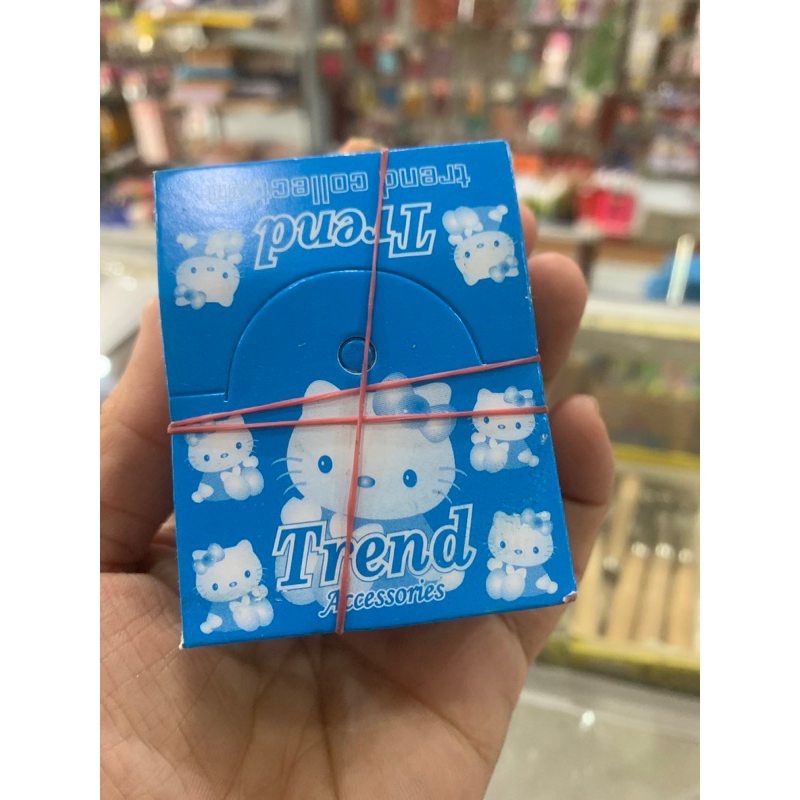 trend collection
Trend
Trend
Accessories